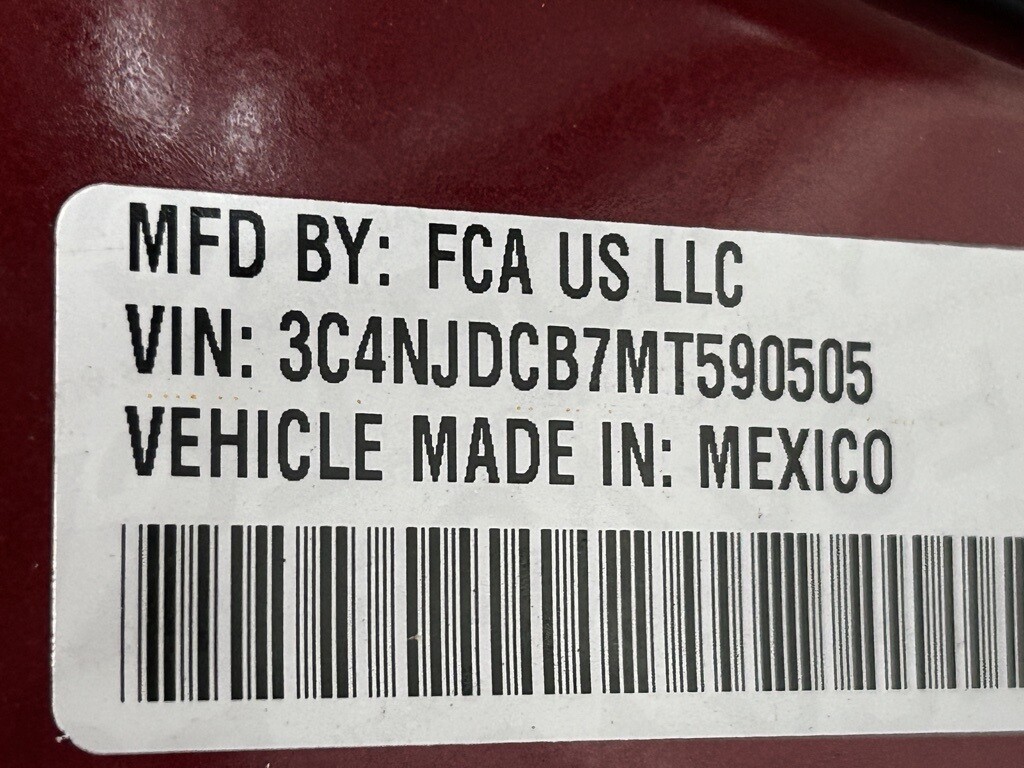 MFD BY: FCA US LLC
VIN: 3C4NJDCB7MT590505
VEHICLE MADE IN: MEXICO